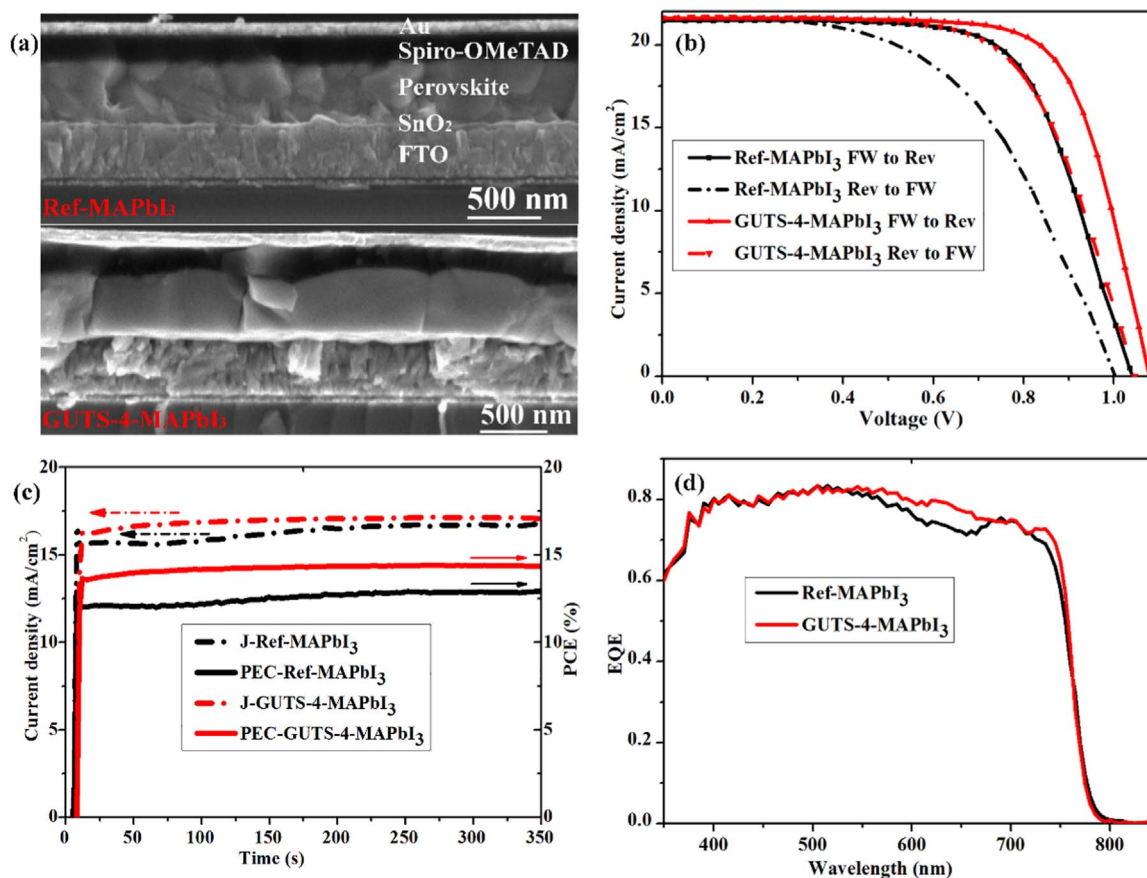 (a)
Au
Spiro-OMeTAD
Perovskite
SnO₂
FTO
500 nm
Ref-MAPbI₃
500 nm
GUTS-4-MAPbI₃
(b)
Current density (mA/cm²)
20
15
10
5
0
0.0 0.2 0.4 0.6 0.8 1.0
Voltage (V)
Ref-MAPbI₃ FW to Rev
Ref-MAPbI₃ Rev to FW
GUTS-4-MAPbI₃ FW to Rev
GUTS-4-MAPbI₃ Rev to FW
(c)
Current density (mA/cm²)
20
15
10
5
0
0 50 100 150 200 250 300 350
Time (s)
20
15
10
5
0
PCE (%)
J-Ref-MAPbI₃
PEC-Ref-MAPbI₃
J-GUTS-4-MAPbI₃
PEC-GUTS-4-MAPbI₃
(d)
EQE
0.8
0.4
0.0
400 500 600 700 800
Wavelength (nm)
Ref-MAPbI₃
GUTS-4-MAPbI₃